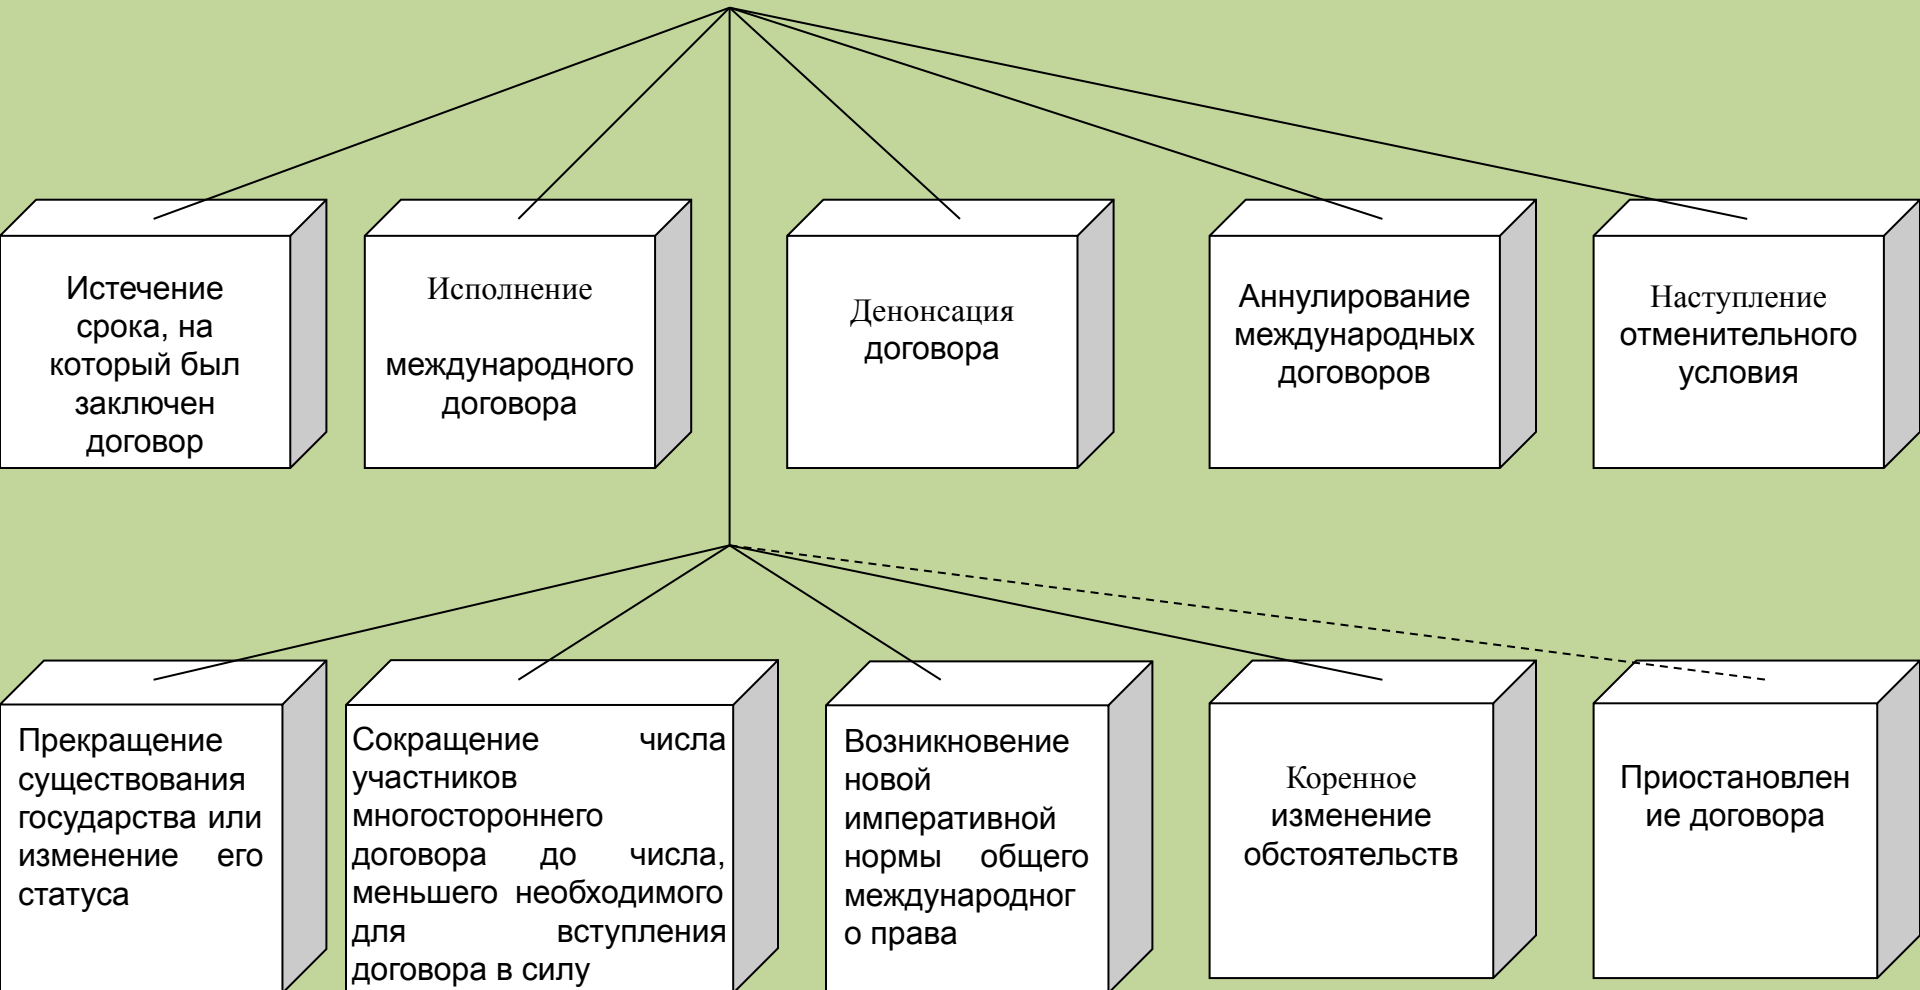 Истечение
срока, на
который был
заключен
договор
Исполнение
международного
договора
Денонсация
договора
Аннулирование
международных
договоров
Наступление
отменительного
условия
Прекращение
существования
государства или
изменение его
статуса
Сокращение числа
участников
многостороннего
договора до числа,
меньшего необходимого
для вступления
договора в силу
Возникновение
новой
императивной
нормы общего
международног
о права
Коренное
изменение
обстоятельств
Приостановлен
ие договора